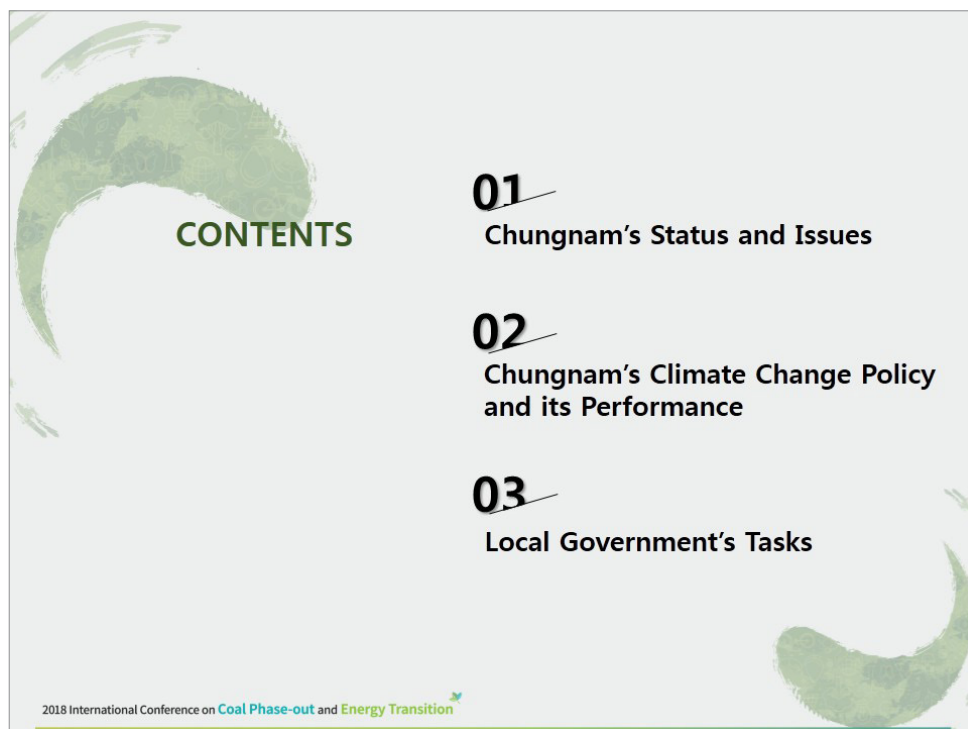 CONTENTS
01
Chungnam's Status and Issues
02
Chungnam's Climate Change Policy
and its Performance
03
Local Government's Tasks
2018 International Conference on Coal Phase-out and Energy Transition